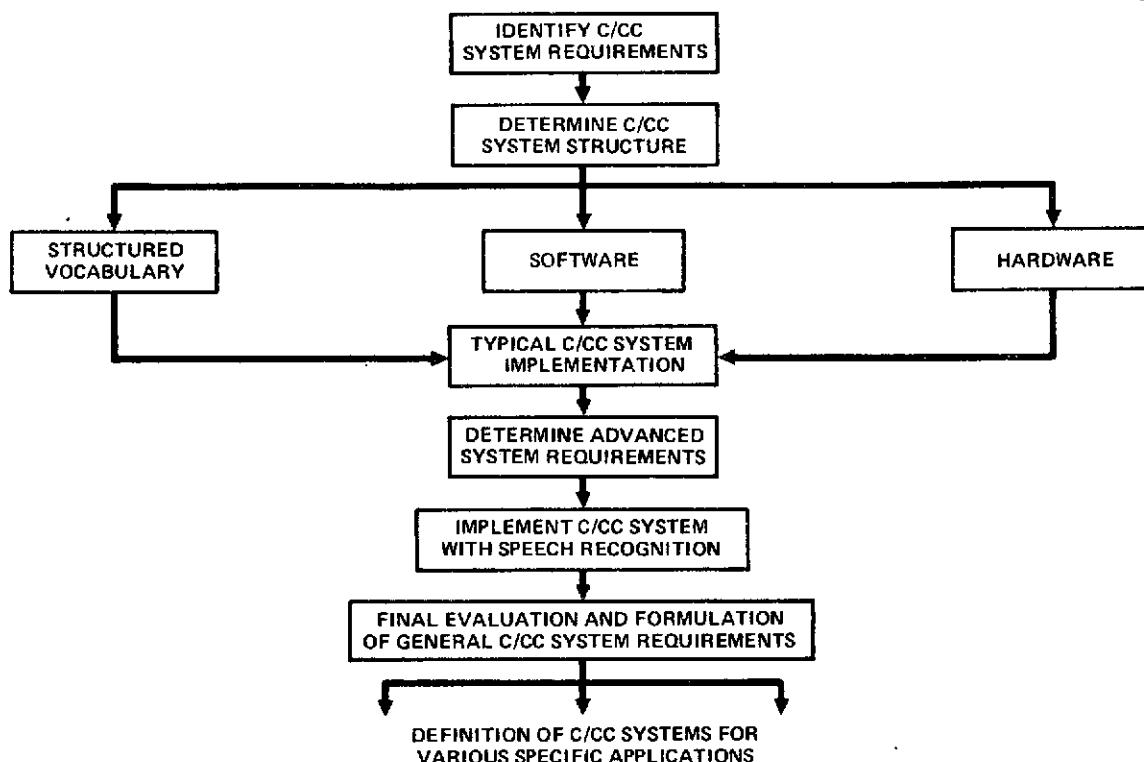 IDENTIFY C/CC
SYSTEM REQUIREMENTS
DETERMINE C/CC
SYSTEM STRUCTURE
STRUCTURED
VOCABULARY
SOFTWARE
HARDWARE
TYPICAL C/CC SYSTEM
IMPLEMENTATION
DETERMINE ADVANCED
SYSTEM REQUIREMENTS
IMPLEMENT C/CC SYSTEM
WITH SPEECH RECOGNITION
FINAL EVALUATION AND FORMULATION
OF GENERAL C/CC SYSTEM REQUIREMENTS
DEFINITION OF C/CC SYSTEMS FOR
VARIOUS SPECIFIC APPLICATIONS